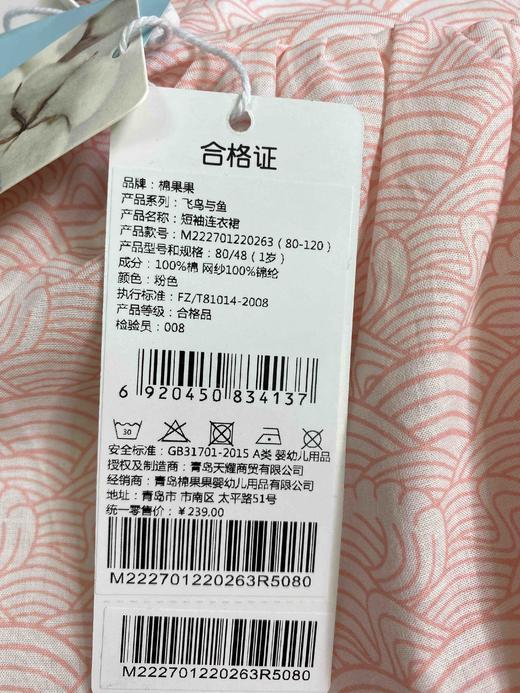 合格证
品牌：棉果果
产品系列：飞鸟与鱼
产品名称：短袖连衣裙
产品款号：M222701220263（80-120）
产品型号和规格：80/48（1岁）
成分：100%棉 网纱100%锦纶
颜色：粉色
执行标准：FZ/T81014-2008
产品等级：合格品
检验员：008
6 920450 834137
30
安全标准：GB31701-2015 A类 婴幼儿用品
授权及制造商：青岛天耀商贸有限公司
经销商：青岛棉果果婴幼儿用品有限公司
地址：青岛市 市南区 太平路51号
统一零售价：￥239.00
M222701220263R5080
M222701220263R5080